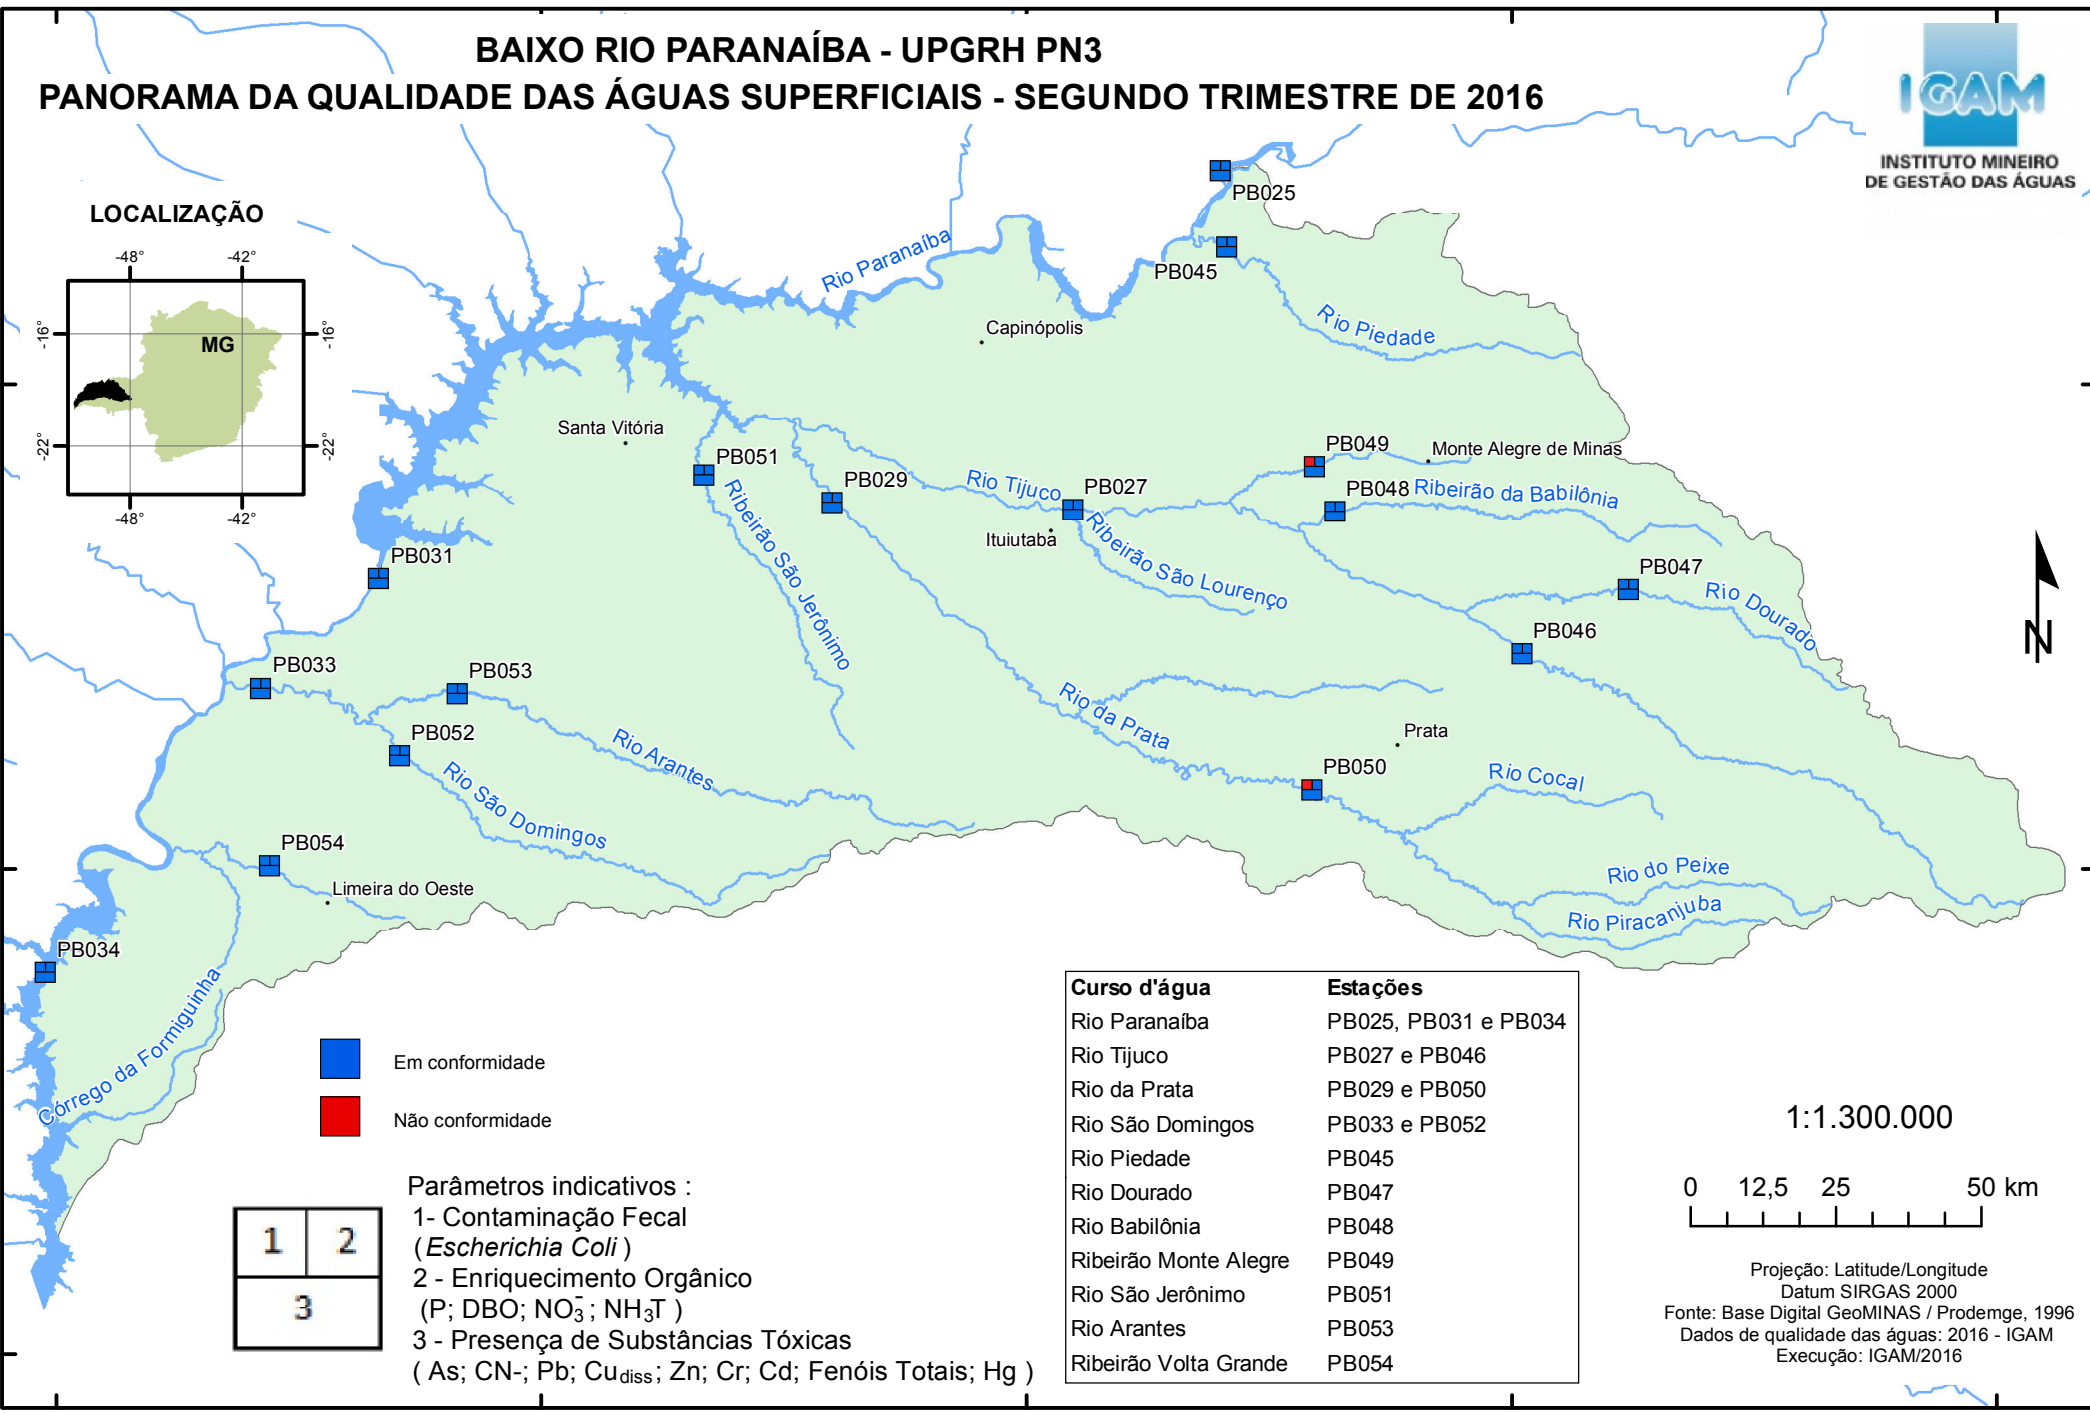 BAIXO RIO PARANAÍBA - UPGRH PN3
PANORAMA DA QUALIDADE DAS ÁGUAS SUPERFICIAIS - SEGUNDO TRIMESTRE DE 2016
IGAM
INSTITUTO MINEIRO
DE GESTÃO DAS ÁGUAS
LOCALIZAÇÃO
-48°
-42°
-16°
-16°
MG
-22°
-22°
-48°
-42°
PB025
Rio Paranaíba
PB045
Capinópolis
Rio Piedade
Santa Vitória
PB051
PB029
Rio Tijuco
PB027
PB049
Monte Alegre de Minas
PB048
Ribeirão da Babilônia
Ituiutaba
Ribeirão São Lourenço
Ribeirão São Jerônimo
PB031
PB047
Rio Dourado
PB046
PB033
PB053
PB052
Rio Arantes
Rio da Prata
Prata
PB050
Rio Cocal
Rio São Domingos
PB054
Limeira do Oeste
Rio do Peixe
Rio Piracanjuba
PB034
Córrego da Formiguinha
N
Em conformidade
Não conformidade
1 2
3
Parâmetros indicativos :
1- Contaminação Fecal
(Escherichia Coli )
2 - Enriquecimento Orgânico
(P; DBO; NO₃⁻; NH₃T )
3 - Presença de Substâncias Tóxicas
( As; CN-; Pb; Cudiss; Zn; Cr; Cd; Fenóis Totais; Hg )
Curso d'água Estações
Rio Paranaíba PB025, PB031 e PB034
Rio Tijuco PB027 e PB046
Rio da Prata PB029 e PB050
Rio São Domingos PB033 e PB052
Rio Piedade PB045
Rio Dourado PB047
Rio Babilônia PB048
Ribeirão Monte Alegre PB049
Rio São Jerônimo PB051
Rio Arantes PB053
Ribeirão Volta Grande PB054
1:1.300.000
0 12,5 25 50 km
Projeção: Latitude/Longitude
Datum SIRGAS 2000
Fonte: Base Digital GeoMINAS / Prodemge, 1996
Dados de qualidade das águas: 2016 - IGAM
Execução: IGAM/2016